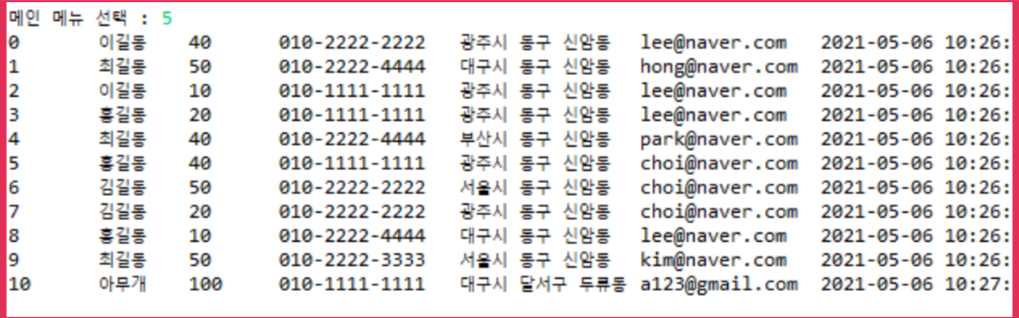 메인 메뉴 선택 : 5
0 이길동 40 010-2222-2222 광주시 동구 신암동 lee@naver.com 2021-05-06 10:26:
1 최길동 50 010-2222-4444 대구시 동구 신암동 hong@naver.com 2021-05-06 10:26:
2 이길동 10 010-1111-1111 광주시 동구 신암동 lee@naver.com 2021-05-06 10:26:
3 홍길동 20 010-1111-1111 광주시 동구 신암동 lee@naver.com 2021-05-06 10:26:
4 최길동 40 010-2222-4444 부산시 동구 신암동 park@naver.com 2021-05-06 10:26:
5 홍길동 40 010-1111-1111 광주시 동구 신암동 choi@naver.com 2021-05-06 10:26:
6 김길동 50 010-2222-2222 서울시 동구 신암동 choi@naver.com 2021-05-06 10:26:
7 김길동 20 010-2222-2222 광주시 동구 신암동 choi@naver.com 2021-05-06 10:26:
8 홍길동 10 010-2222-4444 대구시 동구 신암동 lee@naver.com 2021-05-06 10:26:
9 최길동 50 010-2222-3333 서울시 동구 신암동 kim@naver.com 2021-05-06 10:26:
10 아무개 100 010-1111-1111 대구시 달서구 두류동 a123@gmail.com 2021-05-06 10:27: